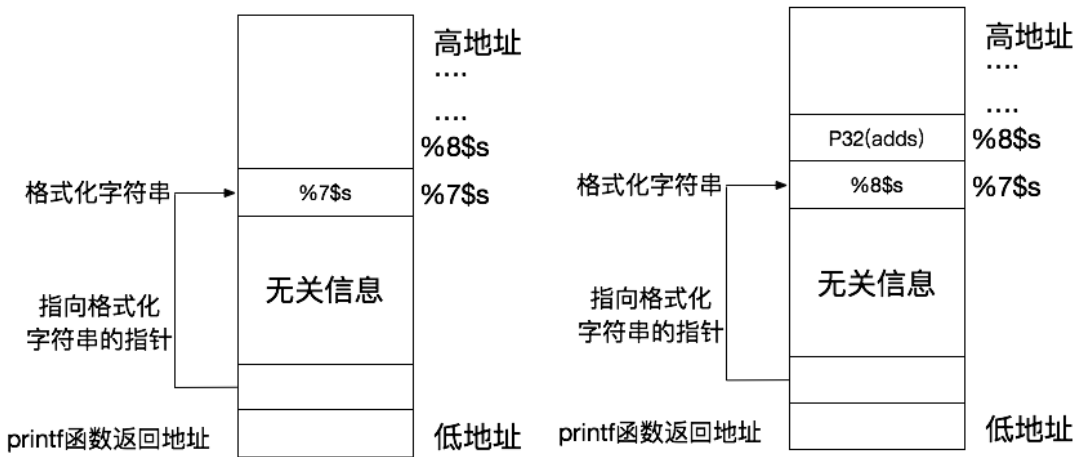 高地址
....
....
%8$s
格式化字符串
%7$s
%7$s
无关信息
指向格式化
字符串的指针
printf函数返回地址
低地址
高地址
....
....
P32(adds)
%8$s
格式化字符串
%8$s
%7$s
无关信息
指向格式化
字符串的指针
printf函数返回地址
低地址